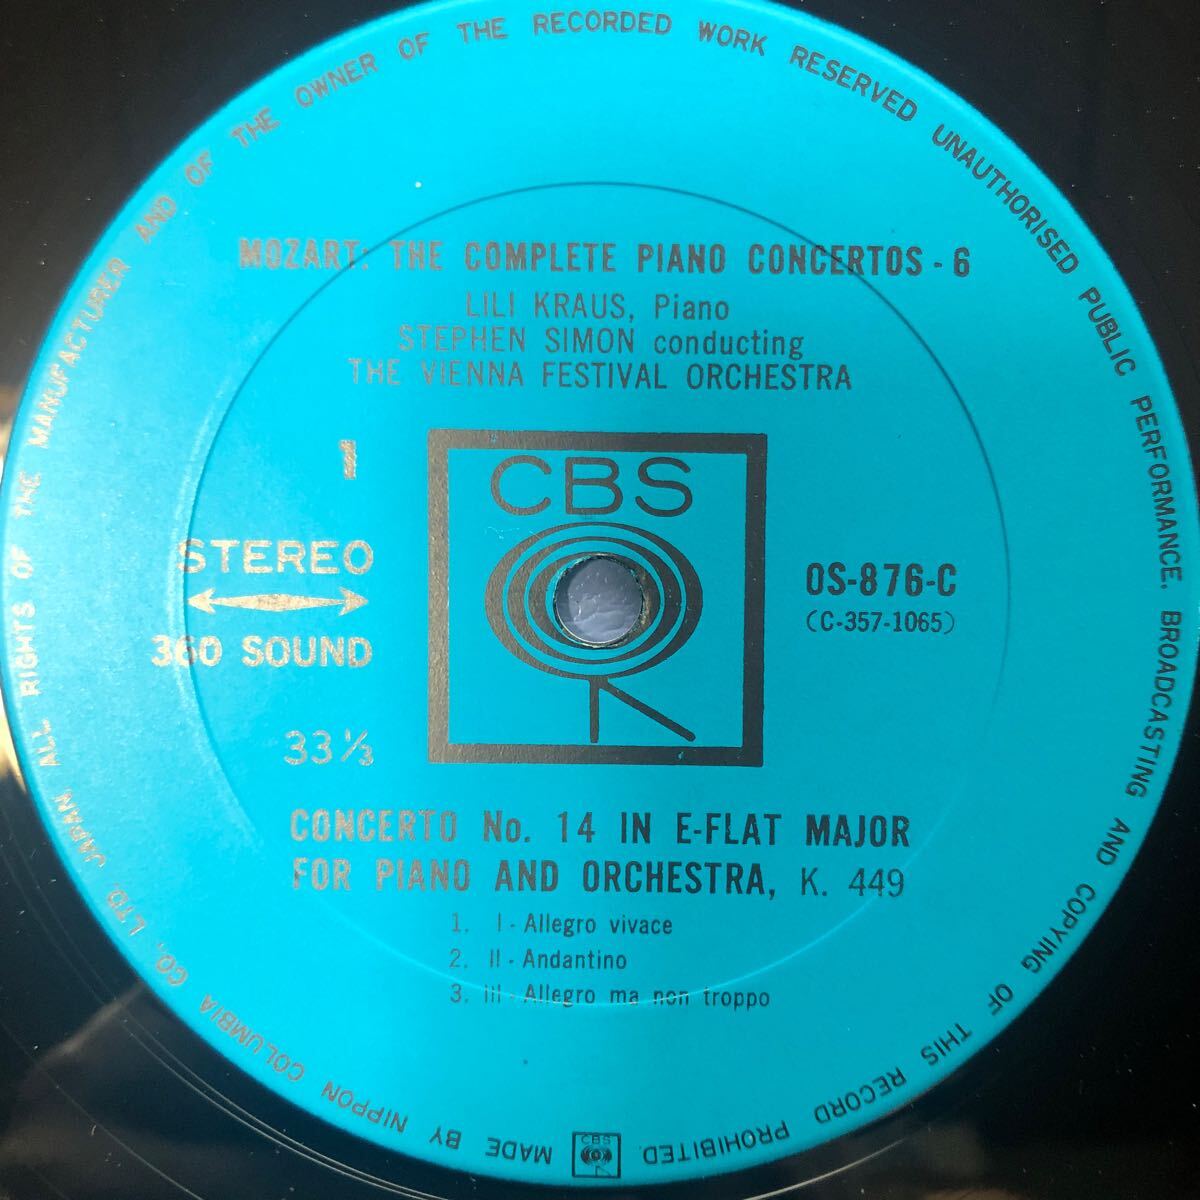 MOZART: THE COMPLETE PIANO CONCERTOS - 6
LILI KRAUS, Piano
STEPHEN SIMON conducting
THE VIENNA FESTIVAL ORCHESTRA
1
CBS
STEREO
360 SOUND
OS-876-C
(C-357-1065)
33⅓
CONCERTO No. 14 IN E-FLAT MAJOR
FOR PIANO AND ORCHESTRA, K. 449
1. I - Allegro vivace
2. II - Andantino
3. III - Allegro ma non troppo
MADE BY NIPPON COLUMBIA CO., LTD. JAPAN, ALL RIGHTS OF THE MANUFACTURER AND OF THE OWNER OF THE RECORDED WORK RESERVED UNAUTHORISED PUBLIC PERFORMANCE. BROADCASTING AND COPYING OF THIS RECORD PROHIBITED.
CBS